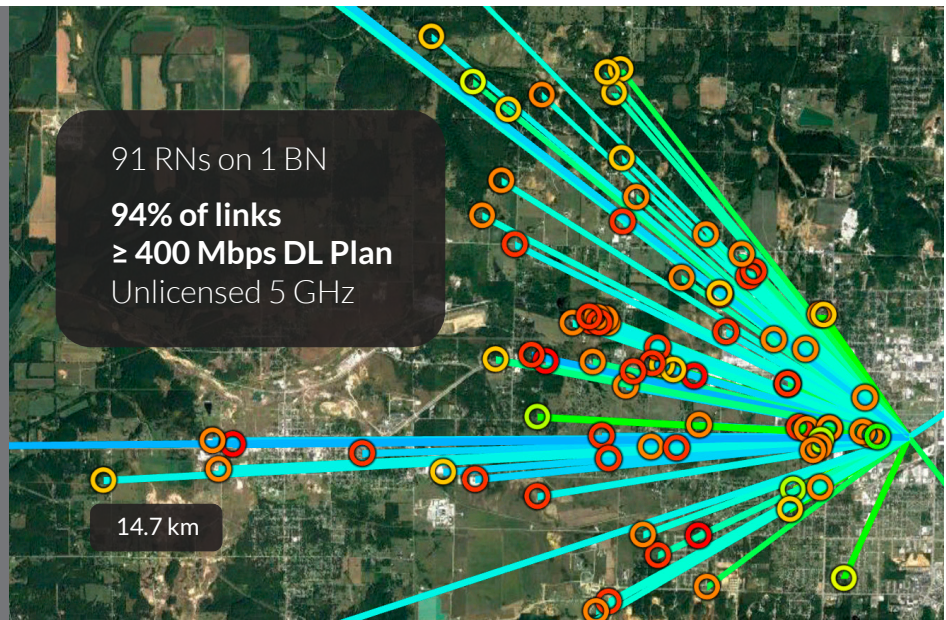 91 RNs on 1 BN
94% of links
≥ 400 Mbps DL Plan
Unlicensed 5 GHz
14.7 km